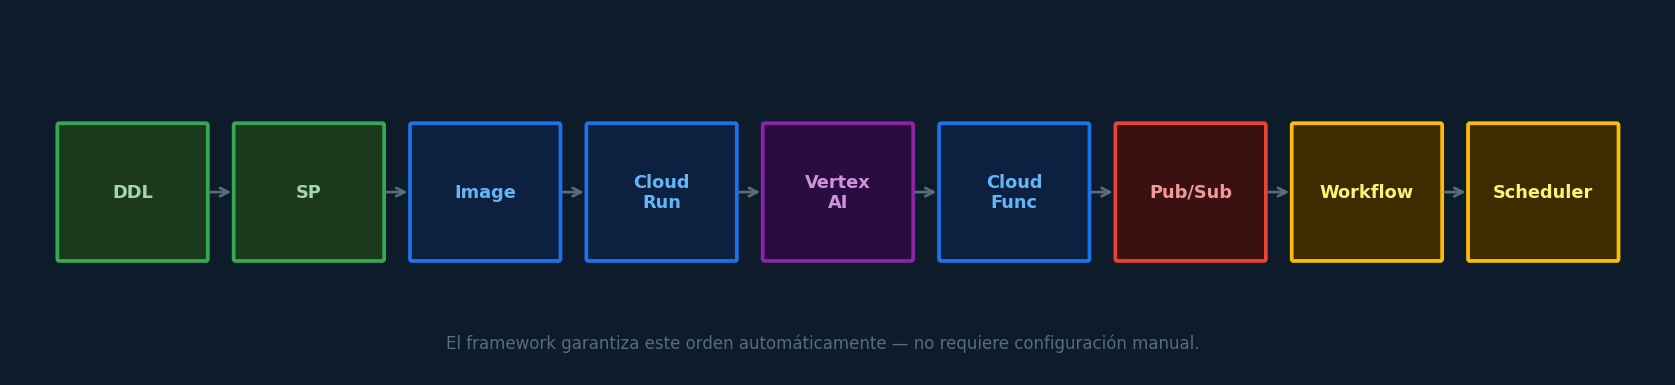 DDL
SP
Image
Cloud
Run
Vertex
AI
Cloud
Func
Pub/Sub
Workflow
Scheduler
El framework garantiza este orden automáticamente — no requiere configuración manual.